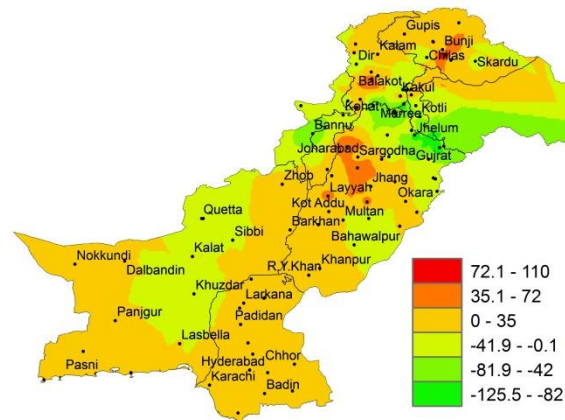 Gupis
Bunji
Kalam
Dir
Chilas
Skardu
Balakot
Kakul
Kohat
Kotli
Murree
Bannu
Jhelum
Joharabad
Sargodha
Gujrat
Zhob
Jhang
Layyah
Okara
Kot Addu
Quetta
Barkhan
Multan
Sibbi
Kalat
Bahawalpur
Nokkundi
Dalbandin
R.Y.Khan
Khanpur
Khuzdar
Larkana
Panjgur
Padidan
Lasbella
Pasni
Hyderabad
Chhor
Karachi
Badin
72.1 - 110
35.1 - 72
0 - 35
-41.9 - -0.1
-81.9 - -42
-125.5 - -82